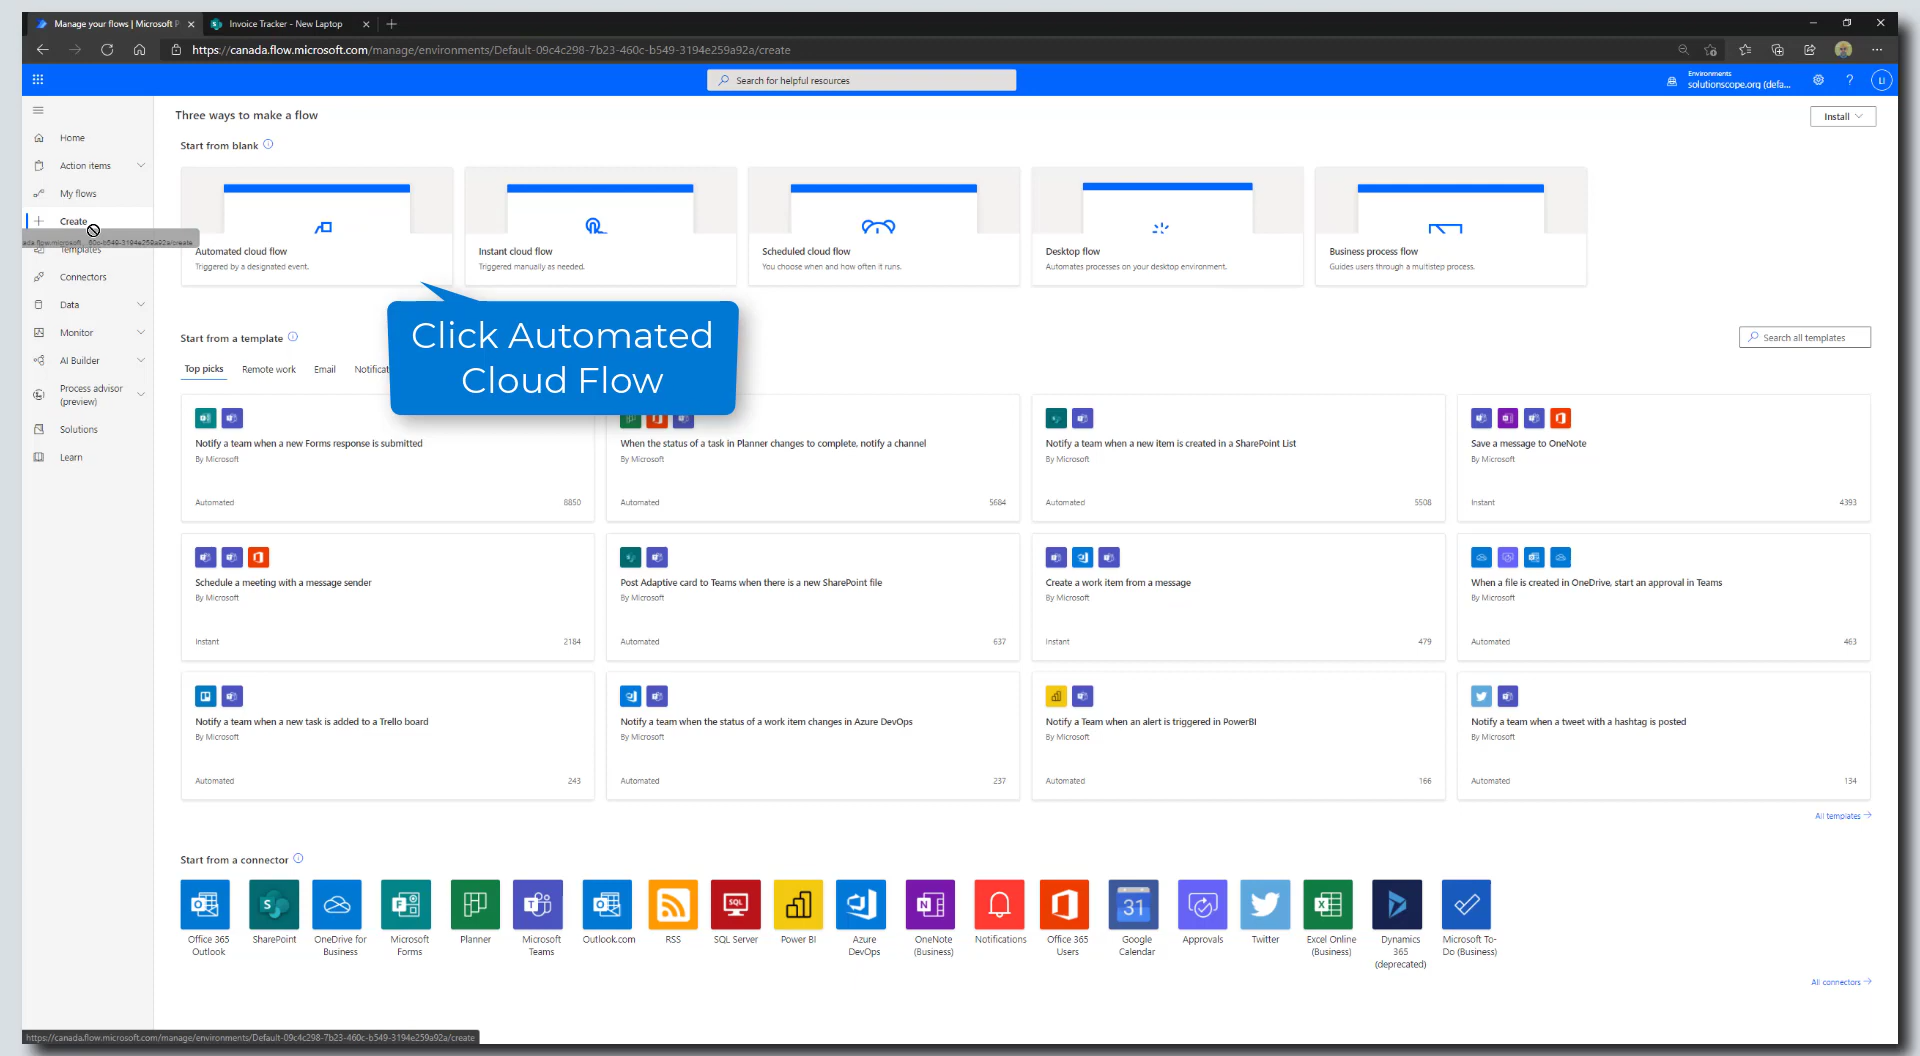 Manage your flows | Microsoft P
Invoice Tracker - New Laptop
https://canada.flow.microsoft.com/manage/environments/Default-09c4c298-7b23-460c-b549-3194e259a92a/create
Search for helpful resources
Environments
solutionscope.org (defa...
LI
Three ways to make a flow
Install
Home
Action items
My flows
Create
Templates
Connectors
Data
Monitor
AI Builder
Process advisor
(preview)
Solutions
Learn
Start from blank
Automated cloud flow
Triggered by a designated event.
Instant cloud flow
Triggered manually as needed.
Scheduled cloud flow
You choose when and how often it runs.
Desktop flow
Automates processes on your desktop environment.
Business process flow
Guides users through a multistep process.
Click Automated
Cloud Flow
Start from a template
Search all templates
Top picks
Remote work
Email
Notificat
Notify a team when a new Forms response is submitted
By Microsoft
Automated
8850
When the status of a task in Planner changes to complete, notify a channel
By Microsoft
Automated
5684
Notify a team when a new item is created in a SharePoint List
By Microsoft
Automated
5508
Save a message to OneNote
By Microsoft
Instant
4393
Schedule a meeting with a message sender
By Microsoft
Instant
2184
Post Adaptive card to Teams when there is a new SharePoint file
By Microsoft
Automated
637
Create a work item from a message
By Microsoft
Instant
479
When a file is created in OneDrive, start an approval in Teams
By Microsoft
Automated
463
Notify a team when a new task is added to a Trello board
By Microsoft
Automated
243
Notify a team when the status of a work item changes in Azure DevOps
By Microsoft
Automated
237
Notify a Team when an alert is triggered in PowerBI
By Microsoft
Automated
166
Notify a team when a tweet with a hashtag is posted
By Microsoft
Automated
134
All templates
Start from a connector
SQL
31
Office 365
Outlook
SharePoint
OneDrive for
Business
Microsoft
Forms
Planner
Microsoft
Teams
Outlook.com
RSS
SQL Server
Power BI
Azure
DevOps
OneNote
(Business)
Notifications
Office 365
Users
Google
Calendar
Approvals
Twitter
Excel Online
(Business)
Dynamics
365
(deprecated)
Microsoft To-
Do (Business)
All connectors
https://canada.flow.microsoft.com/manage/environments/Default-09c4c298-7b23-460c-b549-3194e259a92a/create